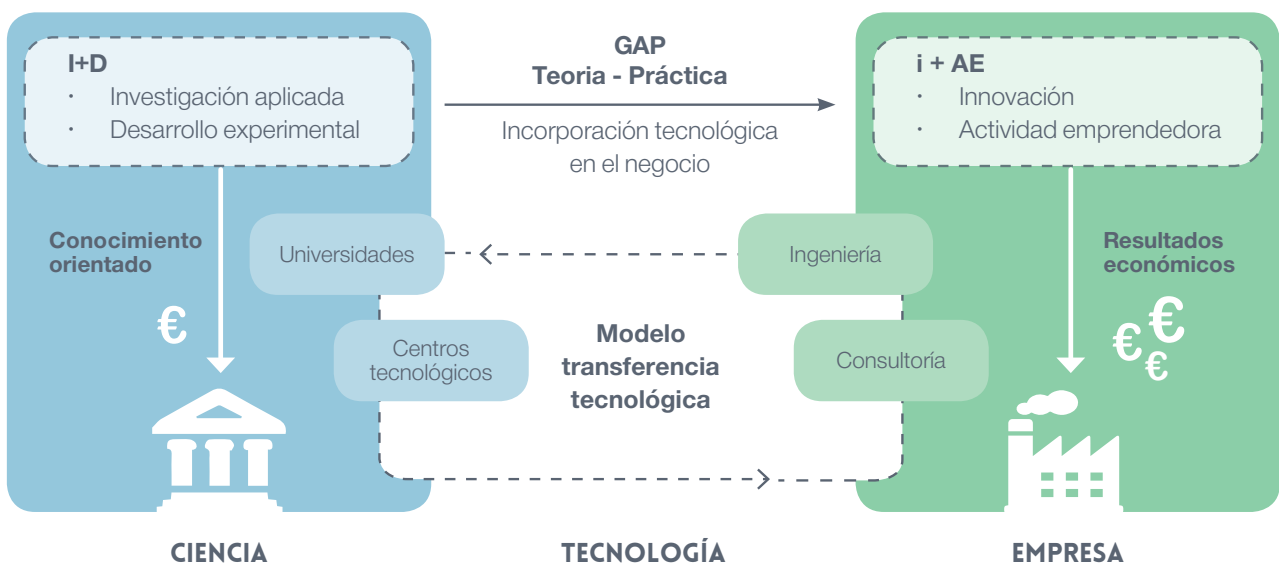 I+D
· Investigación aplicada
· Desarrollo experimental
GAP
Teoria - Práctica
Incorporación tecnológica
en el negocio
i + AE
· Innovación
· Actividad emprendedora
Conocimiento
orientado
€
Universidades
Centros
tecnológicos
Modelo
transferencia
tecnológica
Ingeniería
Consultoría
Resultados
económicos
€
€
€
CIENCIA
TECNOLOGÍA
EMPRESA